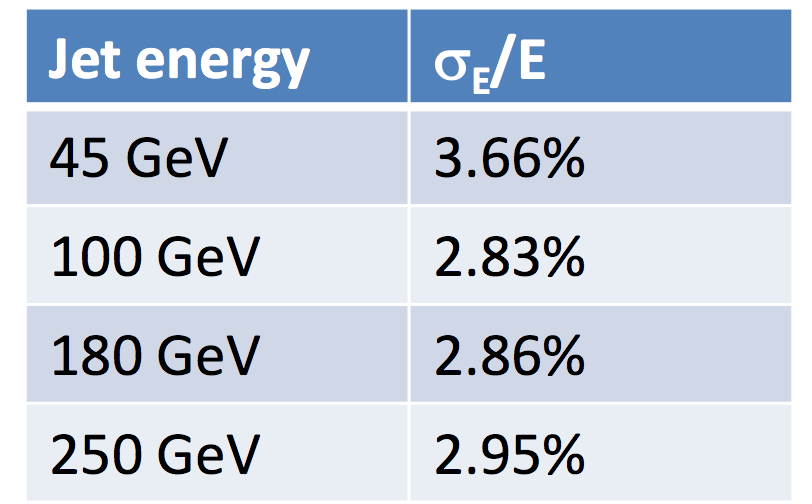 Jet energy σE/E
45 GeV 3.66%
100 GeV 2.83%
180 GeV 2.86%
250 GeV 2.95%